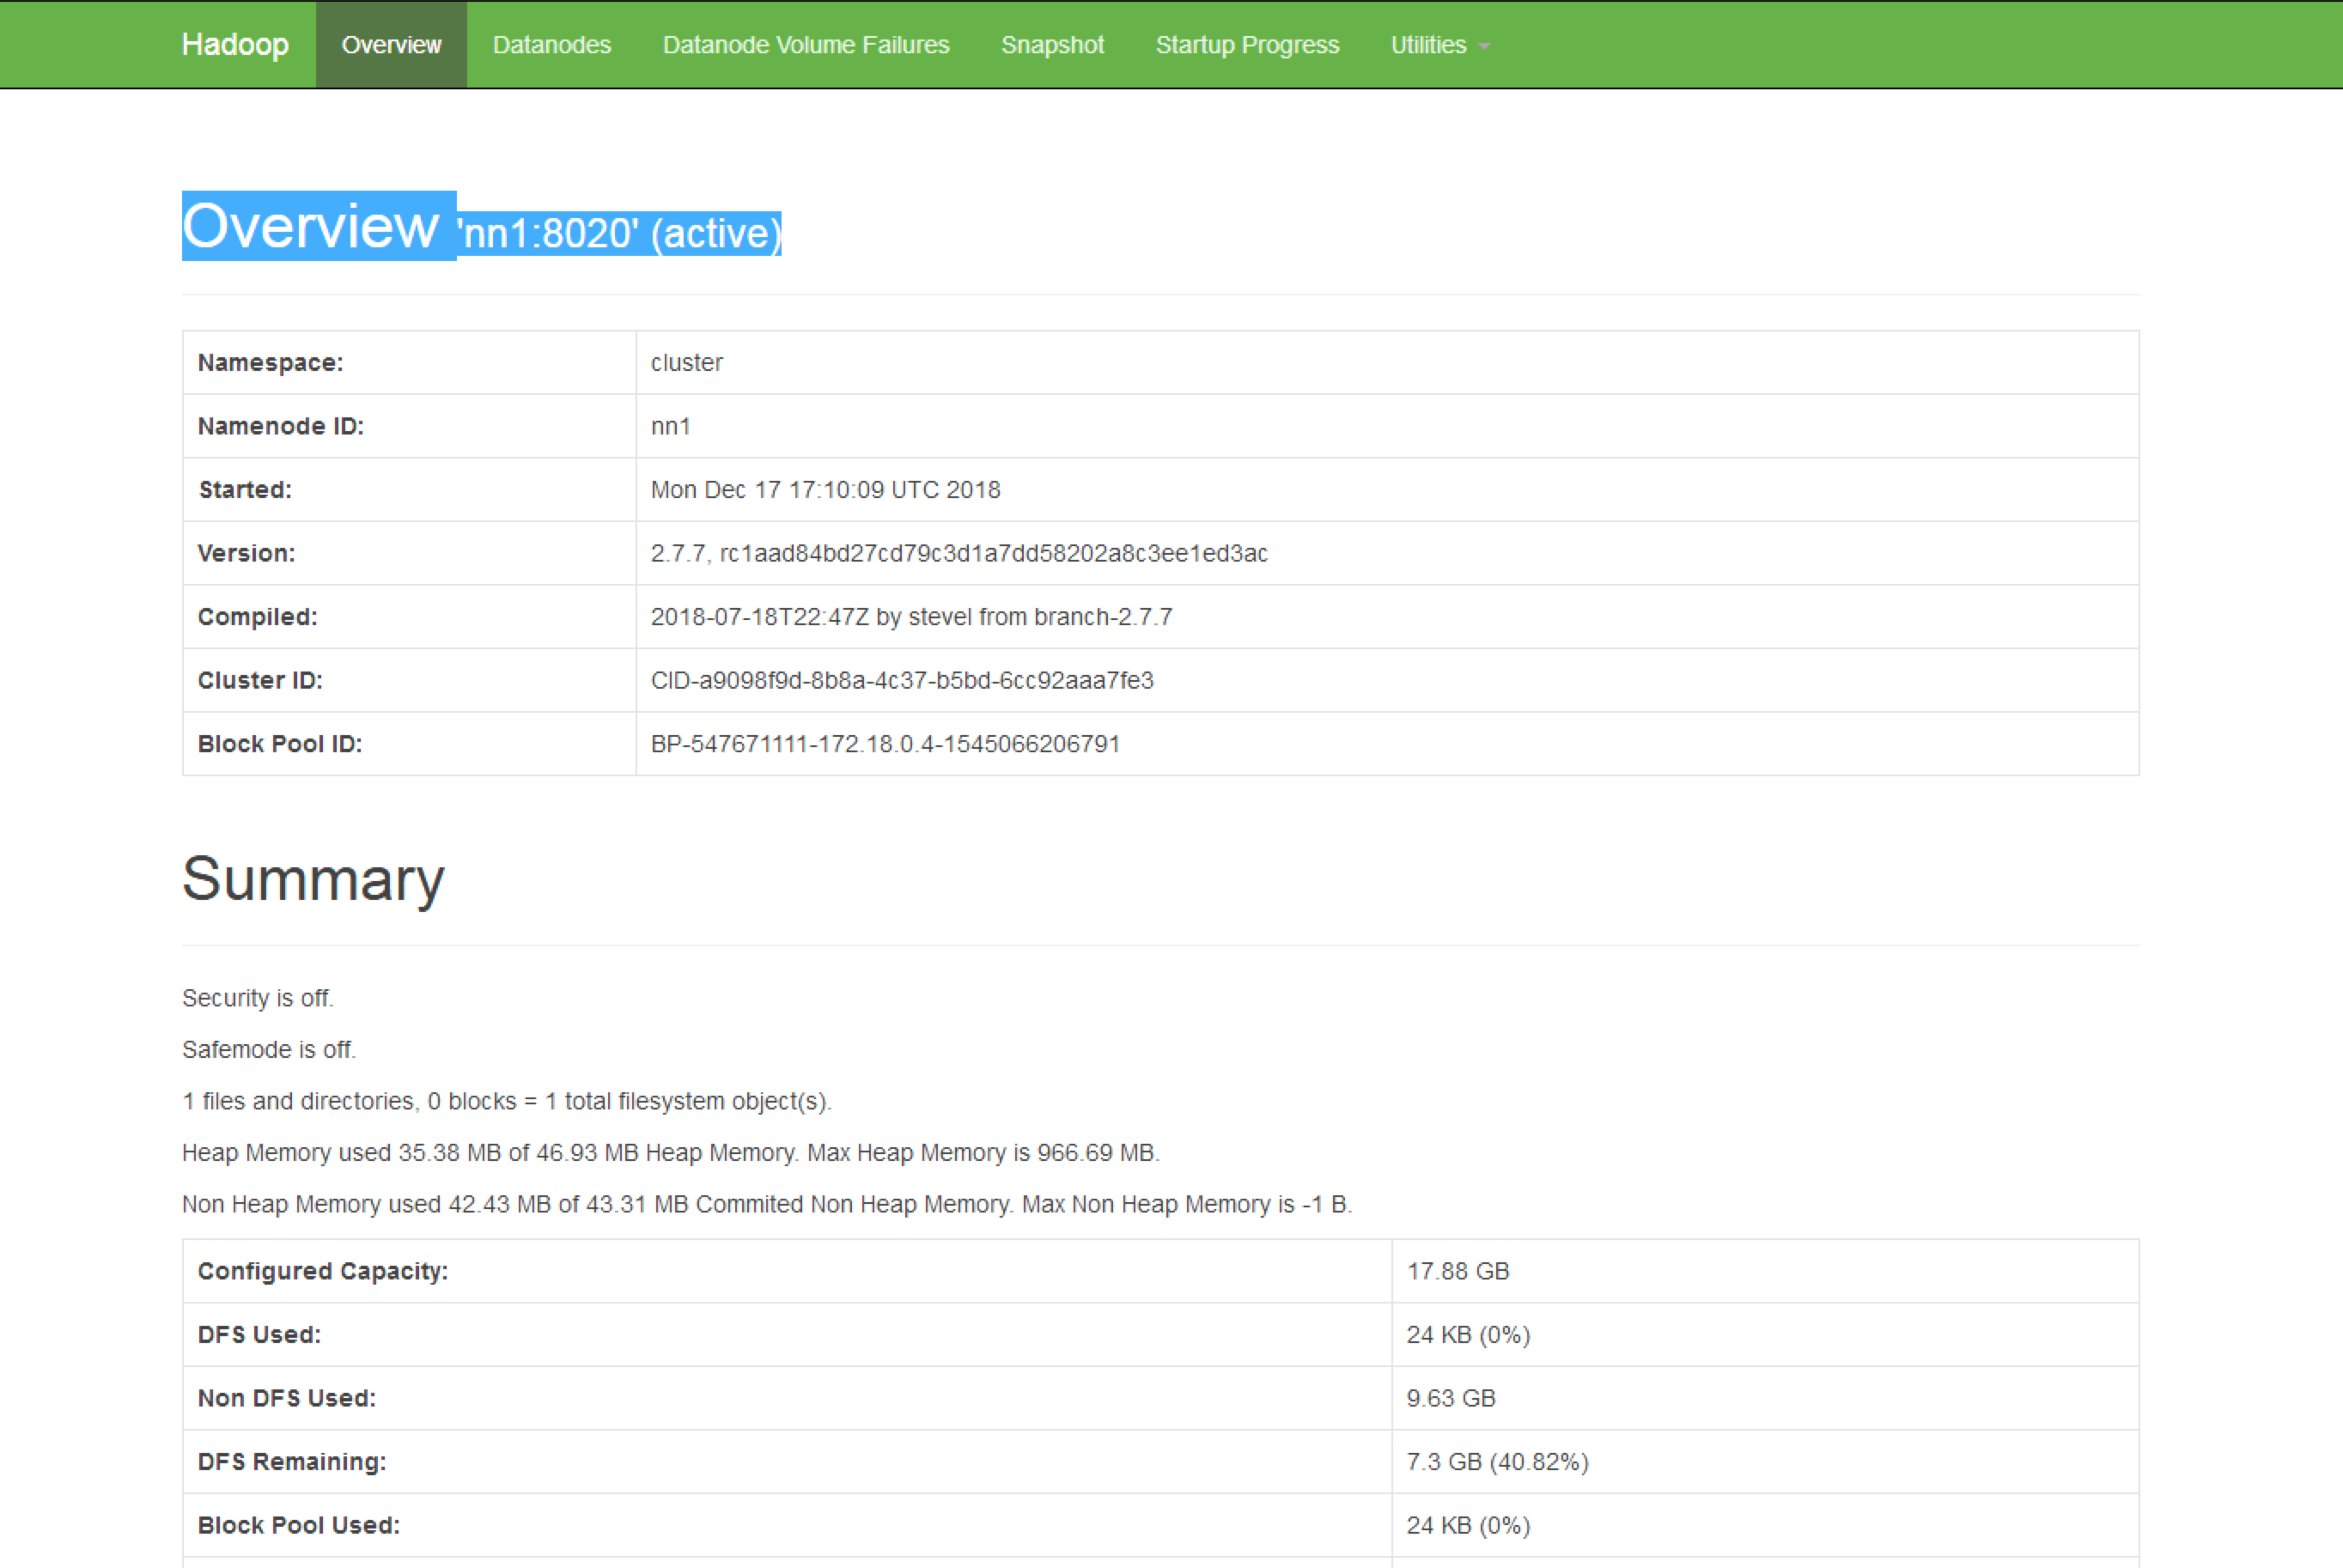 Hadoop Overview Datanodes Datanode Volume Failures Snapshot Startup Progress Utilities
Overview 'nn1:8020' (active)
Namespace: cluster
Namenode ID: nn1
Started: Mon Dec 17 17:10:09 UTC 2018
Version: 2.7.7, rc1aad84bd27cd79c3d1a7dd58202a8c3ee1ed3ac
Compiled: 2018-07-18T22:47Z by stevel from branch-2.7.7
Cluster ID: CID-a9098f9d-8b8a-4c37-b5bd-6cc92aaa7fe3
Block Pool ID: BP-547671111-172.18.0.4-1545066206791
Summary
Security is off.
Safemode is off.
1 files and directories, 0 blocks = 1 total filesystem object(s).
Heap Memory used 35.38 MB of 46.93 MB Heap Memory. Max Heap Memory is 966.69 MB.
Non Heap Memory used 42.43 MB of 43.31 MB Commited Non Heap Memory. Max Non Heap Memory is -1 B.
Configured Capacity: 17.88 GB
DFS Used: 24 KB (0%)
Non DFS Used: 9.63 GB
DFS Remaining: 7.3 GB (40.82%)
Block Pool Used: 24 KB (0%)